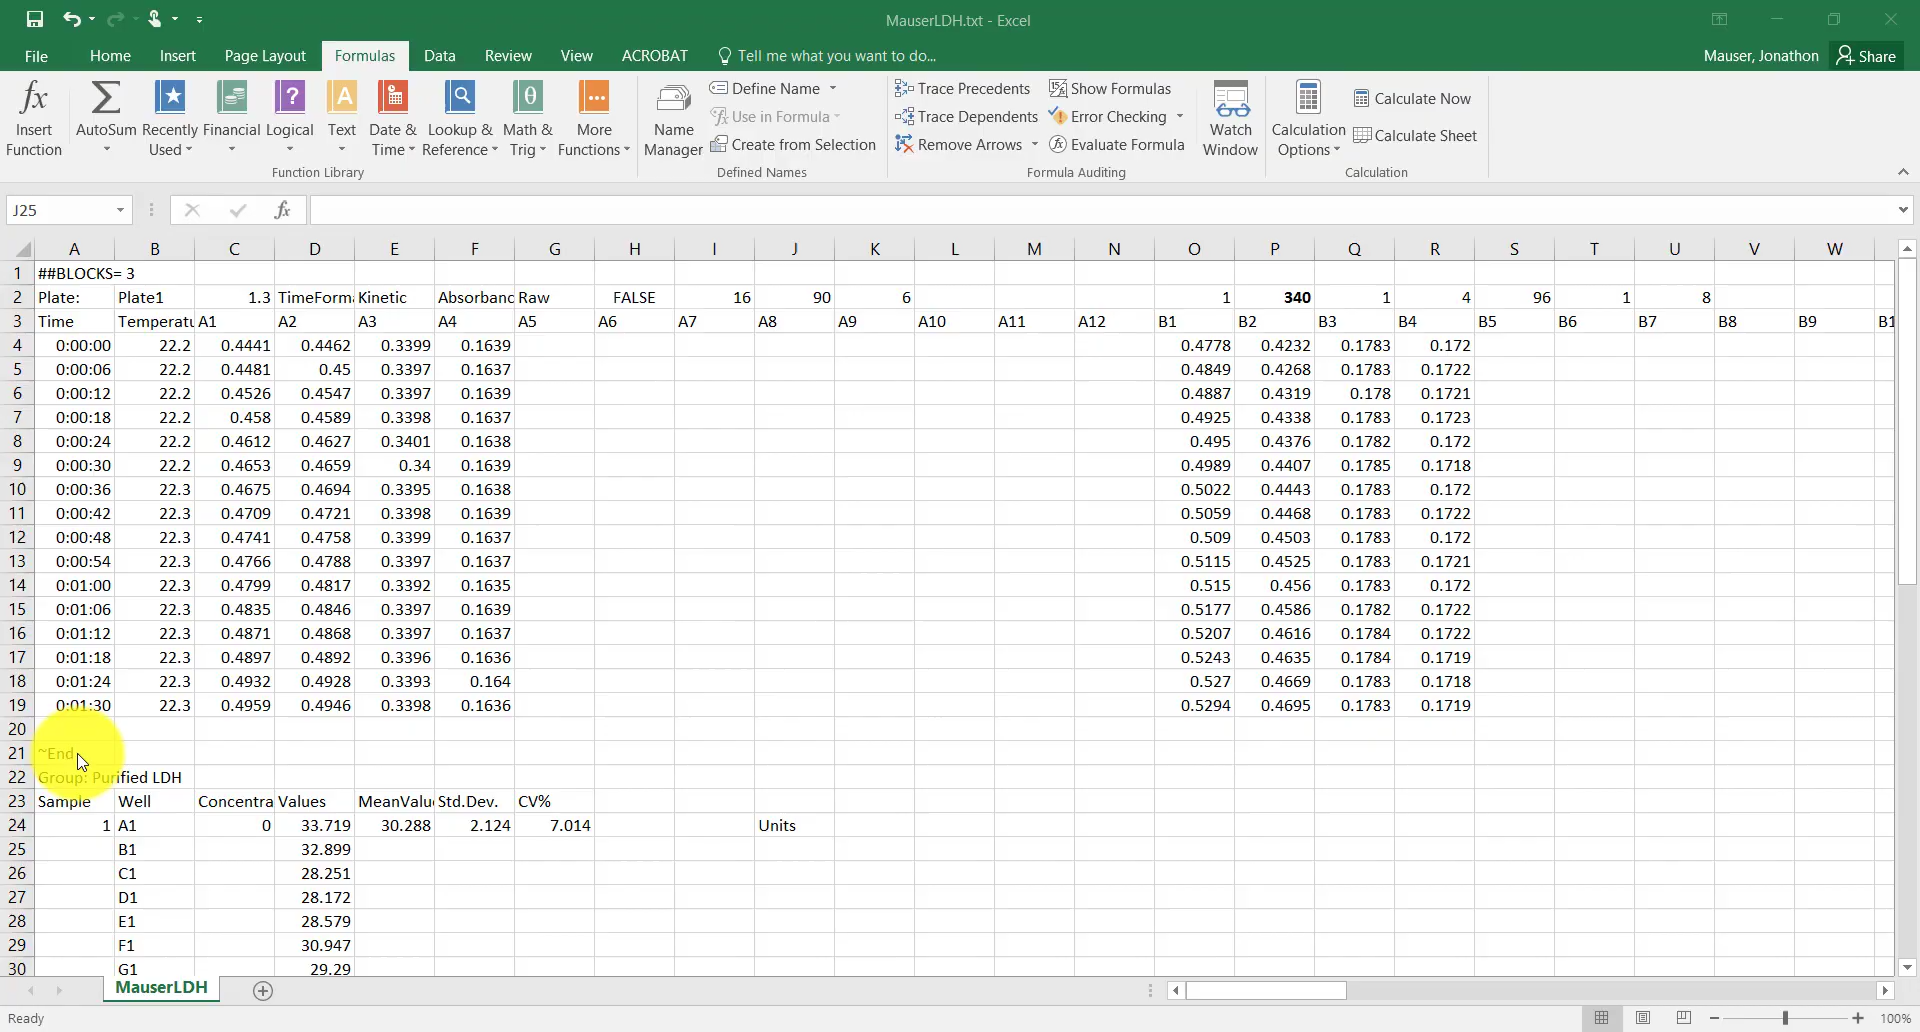 MauserLDH.txt - Excel
File Home Insert Page Layout Formulas Data Review View ACROBAT Tell me what you want to do... Mauser, Jonathon Share
Insert Function
AutoSum
Recently Used
Financial
Logical
Text
Date & Time
Lookup & Reference
Math & Trig
More Functions
Function Library
Name Manager
Define Name
Use in Formula
Create from Selection
Defined Names
Trace Precedents
Trace Dependents
Remove Arrows
Show Formulas
Error Checking
Evaluate Formula
Formula Auditing
Watch Window
Calculation Options
Calculate Now
Calculate Sheet
Calculation
J25 fx
A B C D E F G H I J K L M N O P Q R S T U V W
1 ##BLOCKS= 3
2 Plate: Plate1 1.3 TimeForma Kinetic Absorbanc Raw FALSE 16 90 6 1 340 1 4 96 1 8
3 Time Temperatu A1 A2 A3 A4 A5 A6 A7 A8 A9 A10 A11 A12 B1 B2 B3 B4 B5 B6 B7 B8 B9 B1
4 0:00:00 22.2 0.4441 0.4462 0.3399 0.1639 0.4778 0.4232 0.1783 0.172
5 0:00:06 22.2 0.4481 0.45 0.3397 0.1637 0.4849 0.4268 0.1783 0.1722
6 0:00:12 22.2 0.4526 0.4547 0.3397 0.1639 0.4887 0.4319 0.178 0.1721
7 0:00:18 22.2 0.458 0.4589 0.3398 0.1637 0.4925 0.4338 0.1783 0.1723
8 0:00:24 22.2 0.4612 0.4627 0.3401 0.1638 0.495 0.4376 0.1782 0.172
9 0:00:30 22.2 0.4653 0.4659 0.34 0.1639 0.4989 0.4407 0.1785 0.1718
10 0:00:36 22.3 0.4675 0.4694 0.3395 0.1638 0.5022 0.4443 0.1783 0.172
11 0:00:42 22.3 0.4709 0.4721 0.3398 0.1639 0.5059 0.4468 0.1783 0.1722
12 0:00:48 22.3 0.4741 0.4758 0.3399 0.1637 0.509 0.4503 0.1783 0.172
13 0:00:54 22.3 0.4766 0.4788 0.3397 0.1637 0.5115 0.4525 0.1783 0.1721
14 0:01:00 22.3 0.4799 0.4817 0.3392 0.1635 0.515 0.456 0.1783 0.172
15 0:01:06 22.3 0.4835 0.4846 0.3397 0.1639 0.5177 0.4586 0.1782 0.1722
16 0:01:12 22.3 0.4871 0.4868 0.3397 0.1637 0.5207 0.4616 0.1784 0.1722
17 0:01:18 22.3 0.4897 0.4892 0.3396 0.1636 0.5243 0.4635 0.1784 0.1719
18 0:01:24 22.3 0.4932 0.4928 0.3393 0.164 0.527 0.4669 0.1783 0.1718
19 0:01:30 22.3 0.4959 0.4946 0.3398 0.1636 0.5294 0.4695 0.1783 0.1719
20
21 ~End
22 Group: Purified LDH
23 Sample Well Concentra Values MeanValu Std.Dev. CV%
24 1 A1 0 33.719 30.288 2.124 7.014 Units
25 B1 32.899
26 C1 28.251
27 D1 28.172
28 E1 28.579
29 F1 30.947
30 G1 29.29
MauserLDH
Ready 100%